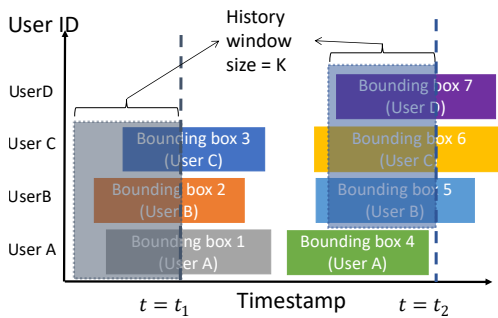 User ID
History
window
size = K
UserD
Bounding box 7
(User D)
User C
Bounding box 3
(User C)
Bounding box 6
(User C)
UserB
Bounding box 2
(User B)
Bounding box 5
(User B)
User A
Bounding box 1
(User A)
Bounding box 4
(User A)
t = t₁
Timestamp
t = t₂